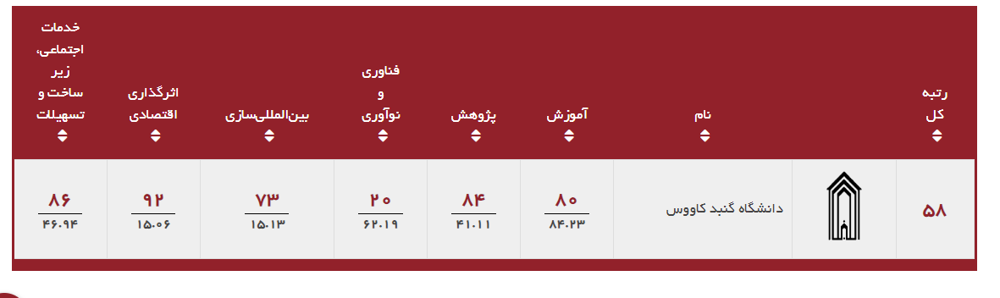 رتبه
کل
نام
آموزش
پژوهش
فناوری
و
نوآوری
بین‌المللی‌سازی
اثرگذاری
اقتصادی
خدمات
اجتماعی،
زیر
ساخت و
تسهیلات
۵۸
دانشگاه گنبد کاووس
۸۰
۸۴.۲۳
۸۴
۴۱.۱۱
۲۰
۶۲.۱۹
۷۳
۱۵.۱۳
۹۲
۱۵.۰۶
۸۶
۴۶.۹۴